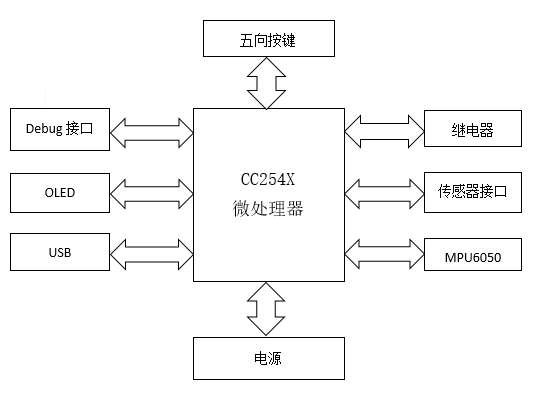 五向按键
Debug 接口
继电器
CC254X
微处理器
OLED
传感器接口
USB
MPU6050
电源